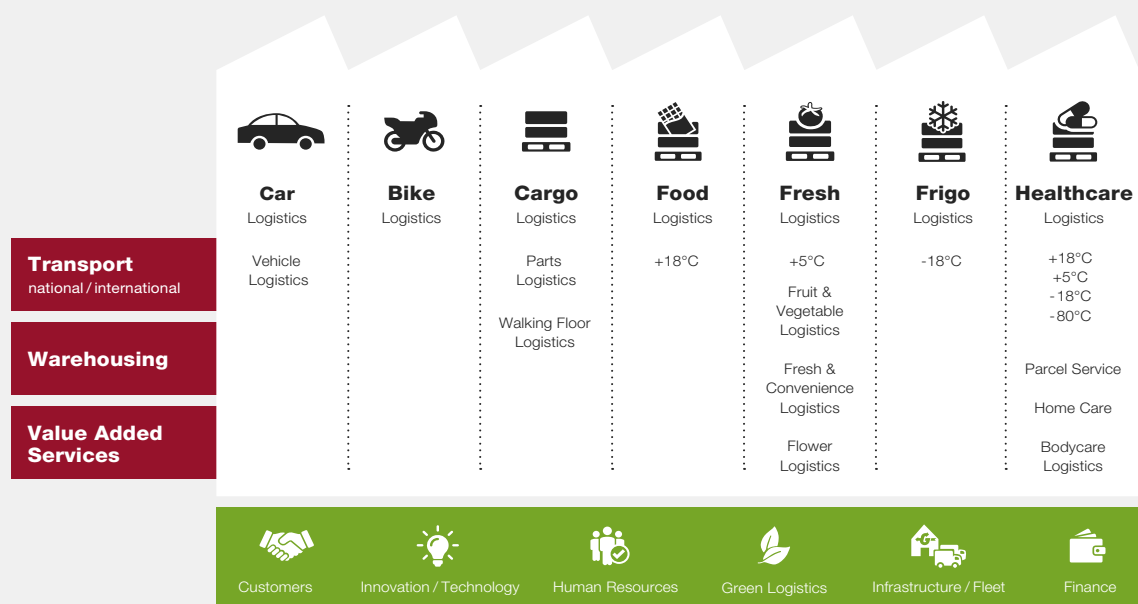 Car
Logistics
Bike
Logistics
Cargo
Logistics
Food
Logistics
Fresh
Logistics
Frigo
Logistics
Healthcare
Logistics
Transport
national / international
Warehousing
Value Added
Services
Vehicle
Logistics
Parts
Logistics
Walking Floor
Logistics
+18°C
+5°C
Fruit &
Vegetable
Logistics
Fresh &
Convenience
Logistics
Flower
Logistics
-18°C
+18°C
+5°C
-18°C
-80°C
Parcel Service
Home Care
Bodycare
Logistics
-G-
Customers
Innovation / Technology
Human Resources
Green Logistics
Infrastructure / Fleet
Finance